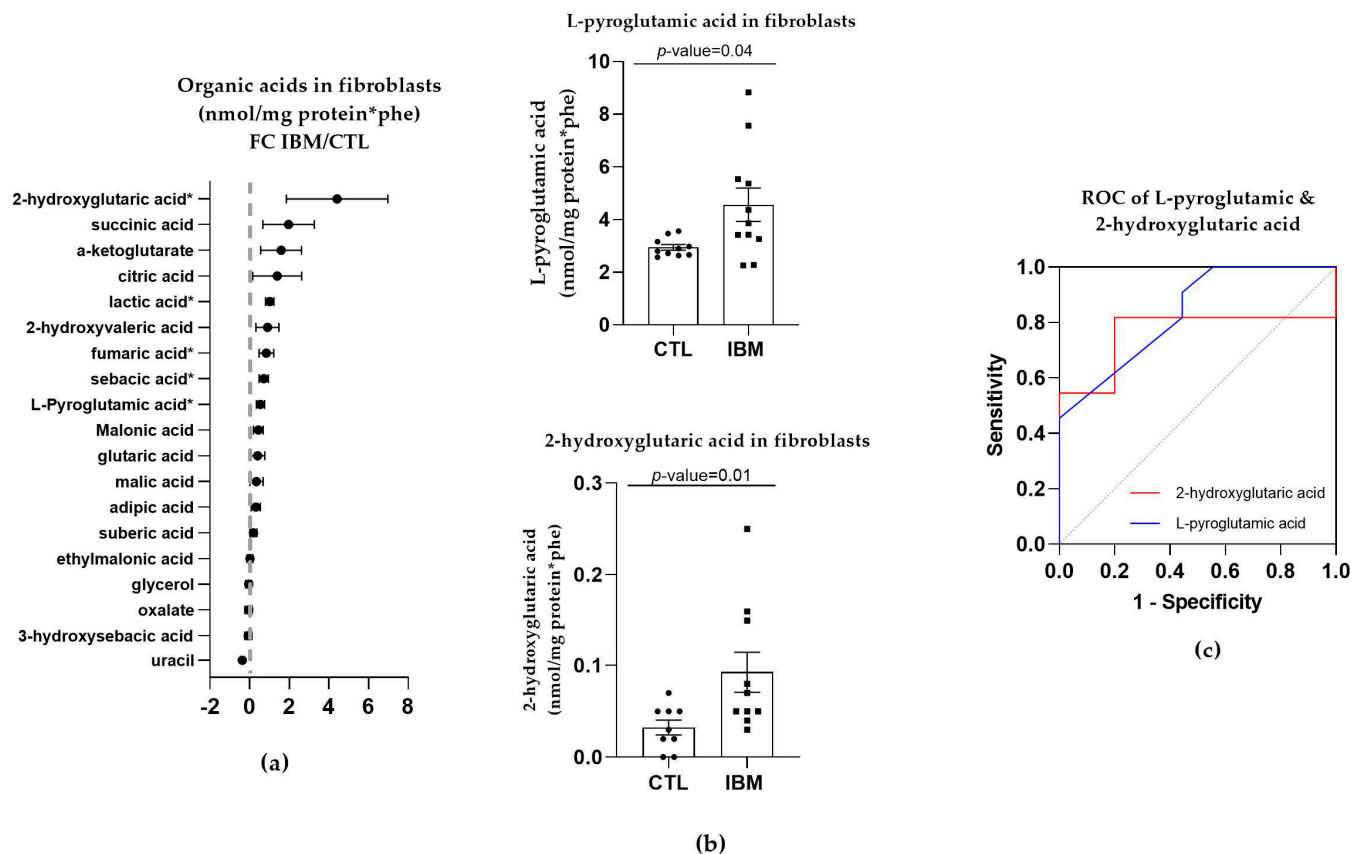 Organic acids in fibroblasts
(nmol/mg protein*phe)
FC IBM/CTL
2-hydroxyglutaric acid*
succinic acid
a-ketoglutarate
citric acid
lactic acid*
2-hydroxyvaleric acid
fumaric acid*
sebacic acid*
L-Pyroglutamic acid*
Malonic acid
glutaric acid
malic acid
adipic acid
suberic acid
ethylmalonic acid
glycerol
oxalate
3-hydroxysebacic acid
uracil
-2 0 2 4 6 8
(a)
L-pyroglutamic acid in fibroblasts
p-value=0.04
L-pyroglutamic acid
(nmol/mg protein*phe)
10
8
6
4
2
0
CTL IBM
2-hydroxyglutaric acid in fibroblasts
p-value=0.01
2-hydroxyglutaric acid
(nmol/mg protein*phe)
0.3
0.2
0.1
0.0
CTL IBM
(b)
ROC of L-pyroglutamic &
2-hydroxyglutaric acid
Sensitivity
1.0
0.8
0.6
0.4
0.2
0.0
2-hydroxyglutaric acid
L-pyroglutamic acid
0.0 0.2 0.4 0.6 0.8 1.0
1 - Specificity
(c)